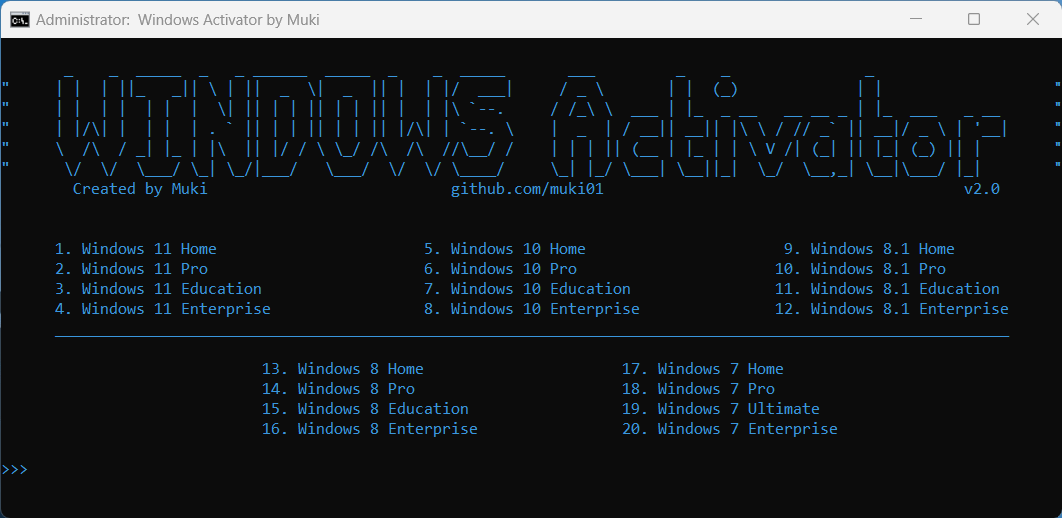 Administrator:  Windows Activator by Muki
WINDOWS Activator
Created by Muki github.com/muki01 v2.0
1. Windows 11 Home 5. Windows 10 Home 9. Windows 8.1 Home
2. Windows 11 Pro 6. Windows 10 Pro 10. Windows 8.1 Pro
3. Windows 11 Education 7. Windows 10 Education 11. Windows 8.1 Education
4. Windows 11 Enterprise 8. Windows 10 Enterprise 12. Windows 8.1 Enterprise
13. Windows 8 Home 17. Windows 7 Home
14. Windows 8 Pro 18. Windows 7 Pro
15. Windows 8 Education 19. Windows 7 Ultimate
16. Windows 8 Enterprise 20. Windows 7 Enterprise
>>>